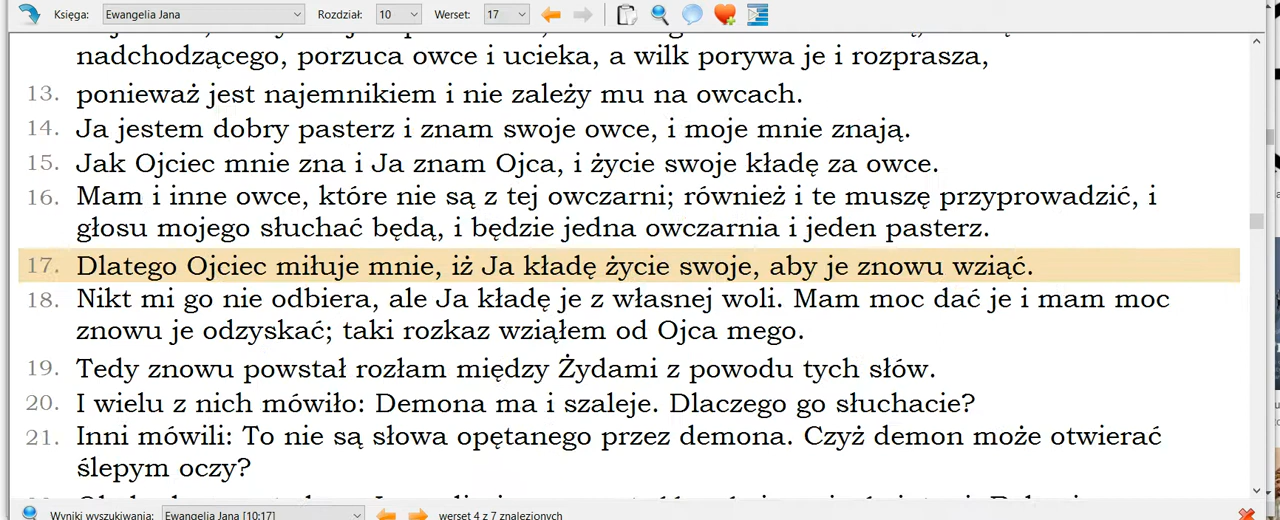 Księga: Ewangelia Jana Rozdział: 10 Werset: 17
nadchodzącego, porzuca owce i ucieka, a wilk porywa je i rozprasza,
13. ponieważ jest najemnikiem i nie zależy mu na owcach.
14. Ja jestem dobry pasterz i znam swoje owce, i moje mnie znają.
15. Jak Ojciec mnie zna i Ja znam Ojca, i życie swoje kładę za owce.
16. Mam i inne owce, które nie są z tej owczarni; również i te muszę przyprowadzić, i
głosu mojego słuchać będą, i będzie jedna owczarnia i jeden pasterz.
17. Dlatego Ojciec miłuje mnie, iż Ja kładę życie swoje, aby je znowu wziąć.
18. Nikt mi go nie odbiera, ale Ja kładę je z własnej woli. Mam moc dać je i mam moc
znowu je odzyskać; taki rozkaz wziąłem od Ojca mego.
19. Tedy znowu powstał rozłam między Żydami z powodu tych słów.
20. I wielu z nich mówiło: Demona ma i szaleje. Dlaczego go słuchacie?
21. Inni mówili: To nie są słowa opętanego przez demona. Czyż demon może otwierać
ślepym oczy?
Wyniki wyszukiwania: Ewangelia Jana [10:17] werset 4 z 7 znalezionych